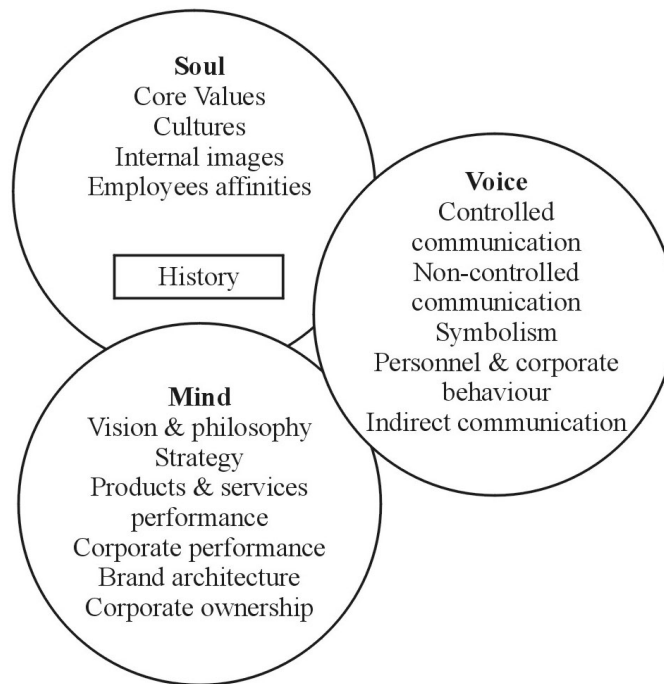 Soul
Core Values
Cultures
Internal images
Employees affinities
History
Voice
Controlled
communication
Non-controlled
communication
Symbolism
Personnel & corporate
behaviour
Indirect communication
Mind
Vision & philosophy
Strategy
Products & services
performance
Corporate performance
Brand architecture
Corporate ownership